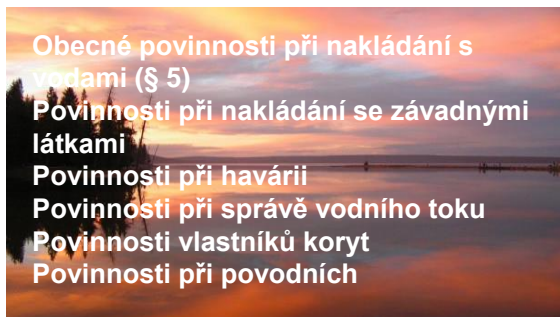 Obecné povinnosti při nakládání s
vodami (§ 5)
Povinnosti při nakládání se závadnými
látkami
Povinnosti při havárii
Povinnosti při správě vodního toku
Povinnosti vlastníků koryt
Povinnosti při povodních